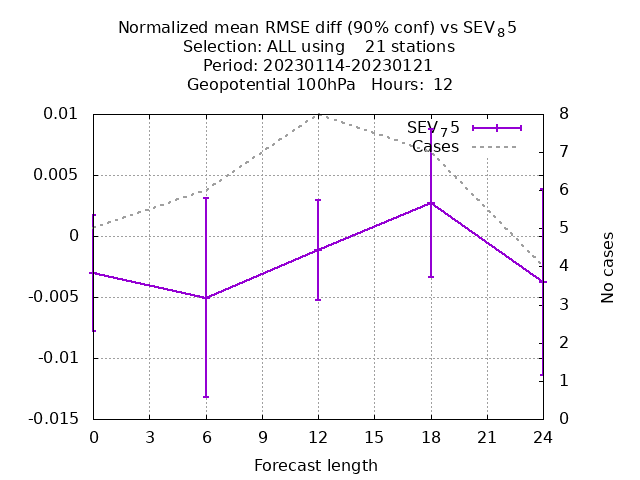 Normalized mean RMSE diff (90% conf) vs SEV₈5
Selection: ALL using    21 stations
Period: 20230114-20230121
Geopotential 100hPa   Hours:  12
SEV₇5
Cases
0.01
0.005
0
-0.005
-0.01
-0.015
8
7
6
5
4
3
2
1
0
No cases
0 3 6 9 12 15 18 21 24
Forecast length